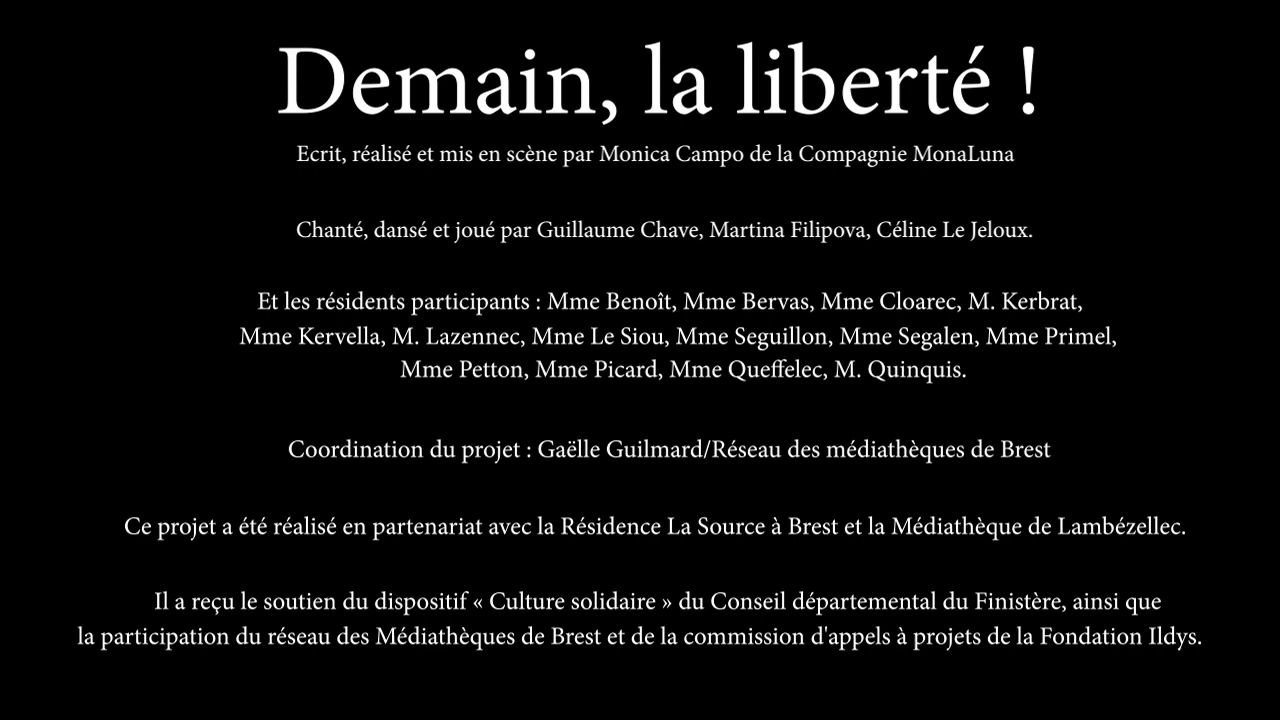 Demain, la liberté !
Ecrit, réalisé et mis en scène par Monica Campo de la Compagnie MonaLuna
Chanté, dansé et joué par Guillaume Chave, Martina Filipova, Céline Le Jeloux.
Et les résidents participants : Mme Benoît, Mme Bervas, Mme Cloarec, M. Kerbrat,
Mme Kervella, M. Lazennec, Mme Le Siou, Mme Seguillon, Mme Segalen, Mme Primel,
Mme Petton, Mme Picard, Mme Queffelec, M. Quinquis.
Coordination du projet : Gaëlle Guilmard/Réseau des médiathèques de Brest
Ce projet a été réalisé en partenariat avec la Résidence La Source à Brest et la Médiathèque de Lambézellec.
Il a reçu le soutien du dispositif « Culture solidaire » du Conseil départemental du Finistère, ainsi que
la participation du réseau des Médiathèques de Brest et de la commission d'appels à projets de la Fondation Ildys.